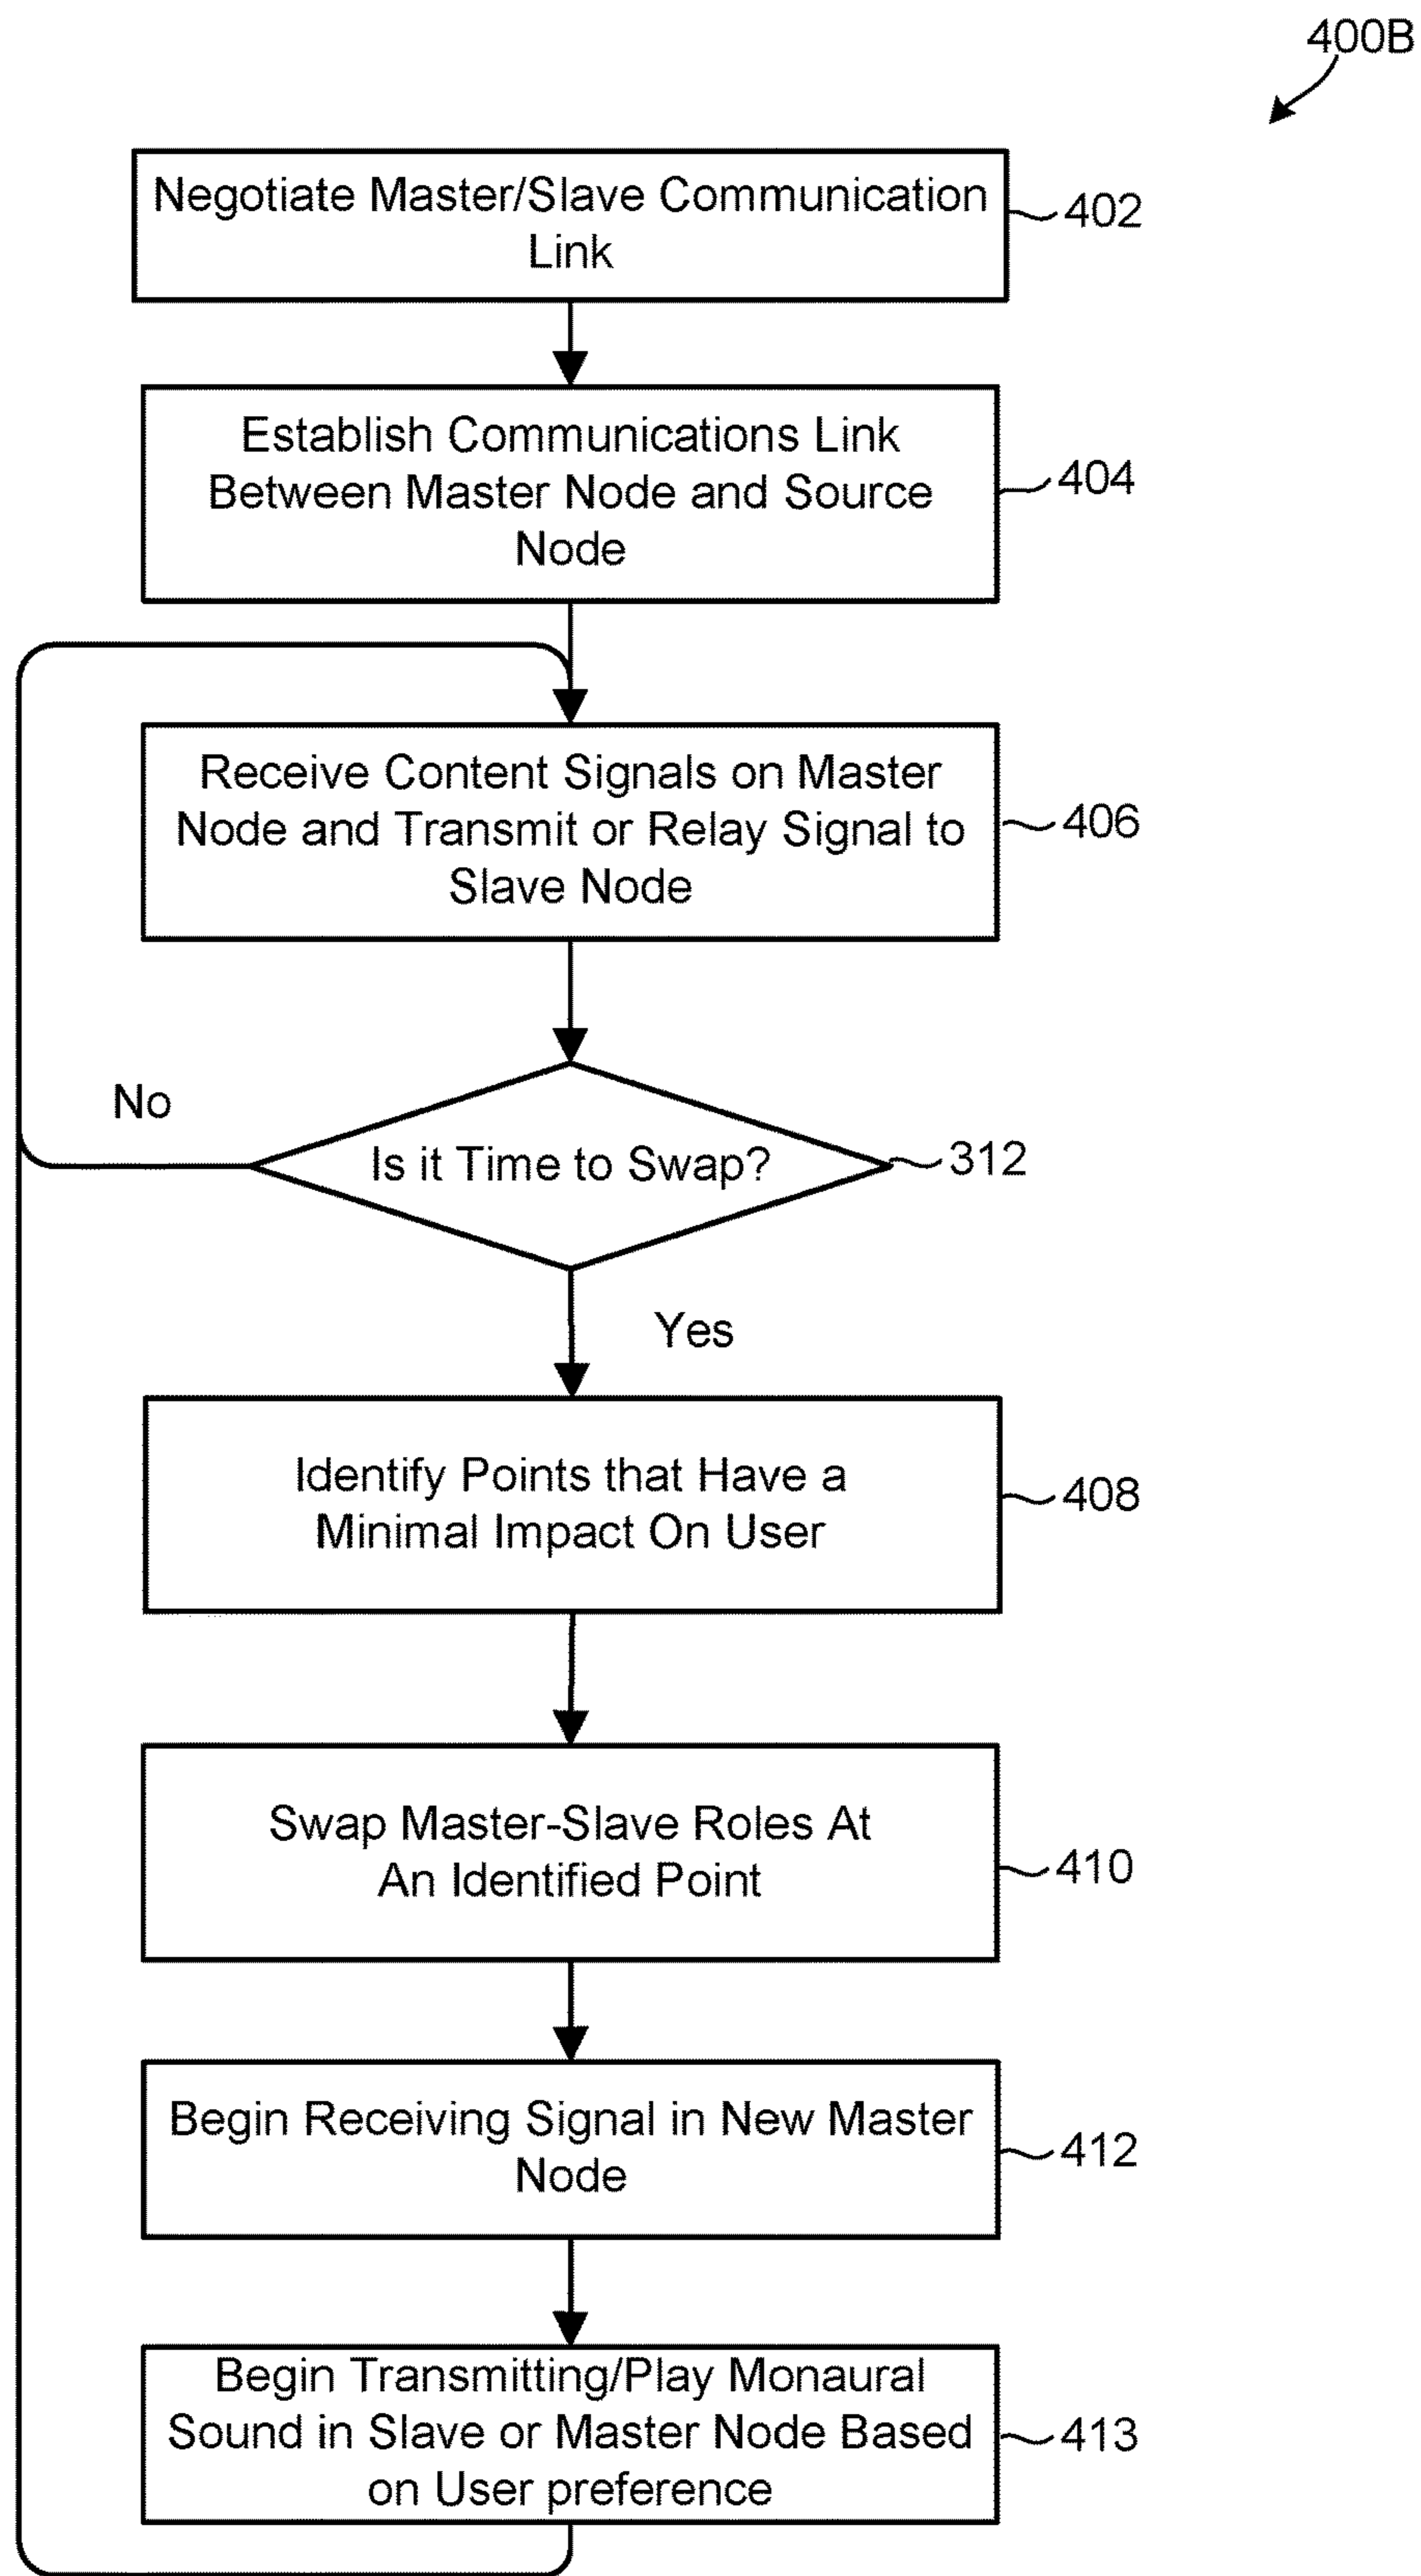 400B
Negotiate Master/Slave Communication
Link
402
Establish Communications Link
Between Master Node and Source
Node
404
Receive Content Signals on Master
Node and Transmit or Relay Signal to
Slave Node
406
No
Is it Time to Swap?
312
Yes
Identify Points that Have a
Minimal Impact On User
408
Swap Master-Slave Roles At
An Identified Point
410
Begin Receiving Signal in New Master
Node
412
Begin Transmitting/Play Monaural
Sound in Slave or Master Node Based
on User preference
413